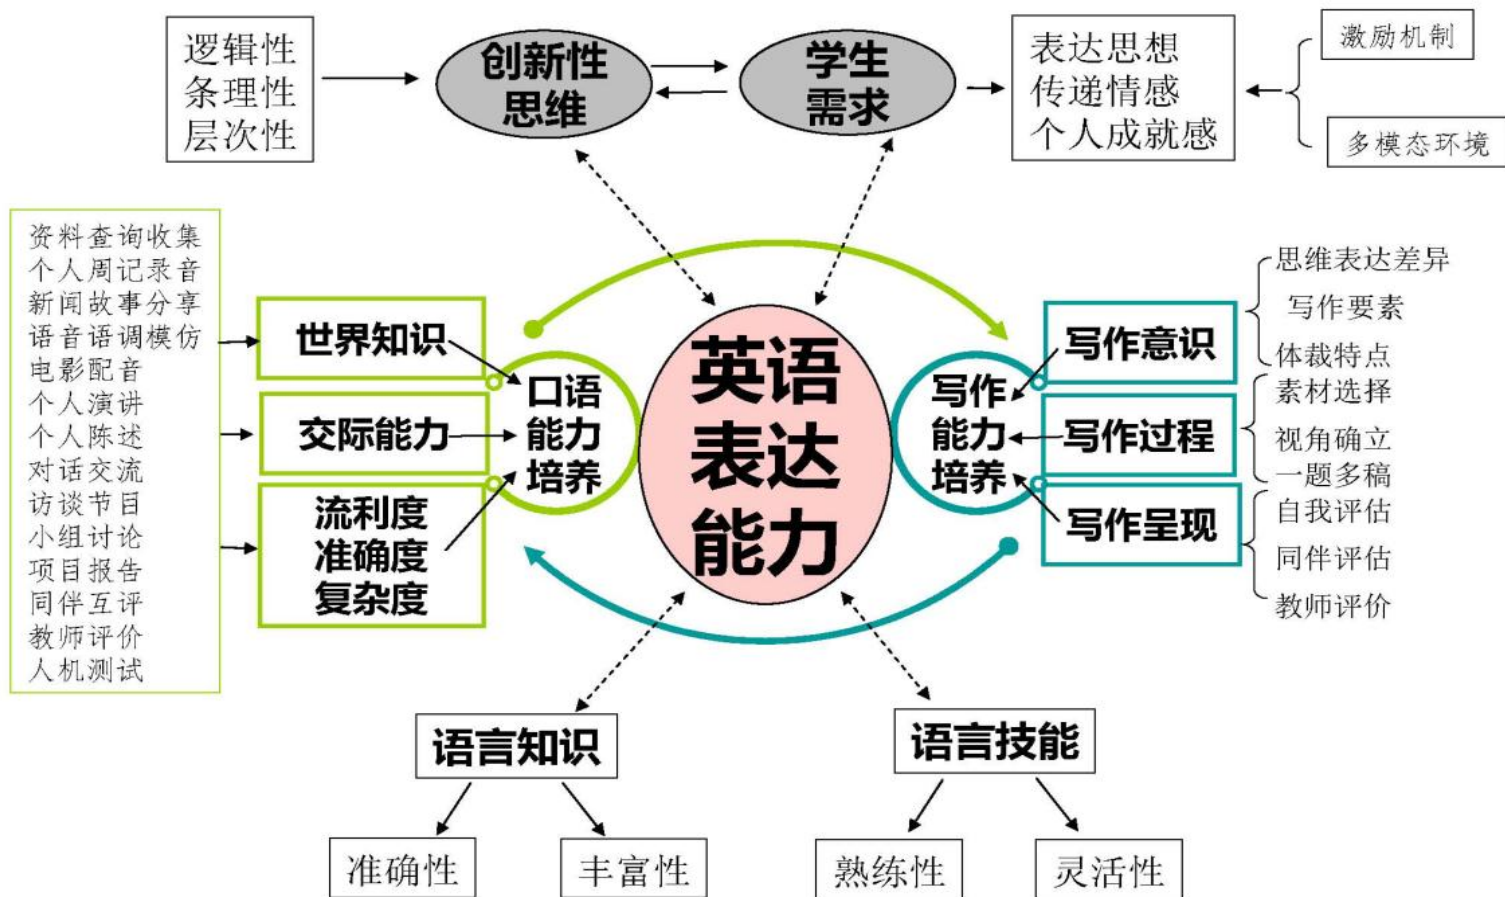 逻辑性
条理性
层次性
创新性
思维
学生
需求
表达思想
传递情感
个人成就感
激励机制
多模态环境
资料查询收集
个人周记录音
新闻故事分享
语音语调模仿
电影配音
个人演讲
个人陈述
对话交流
访谈节目
小组讨论
项目报告
同伴互评
教师评价
人机测试
世界知识
交际能力
流利度
准确度
复杂度
口语
能力
培养
英语
表达
能力
写作
能力
培养
写作意识
写作过程
写作呈现
思维表达差异
写作要素
体裁特点
素材选择
视角确立
一题多稿
自我评估
同伴评估
教师评价
语言知识
语言技能
准确性
丰富性
熟练性
灵活性